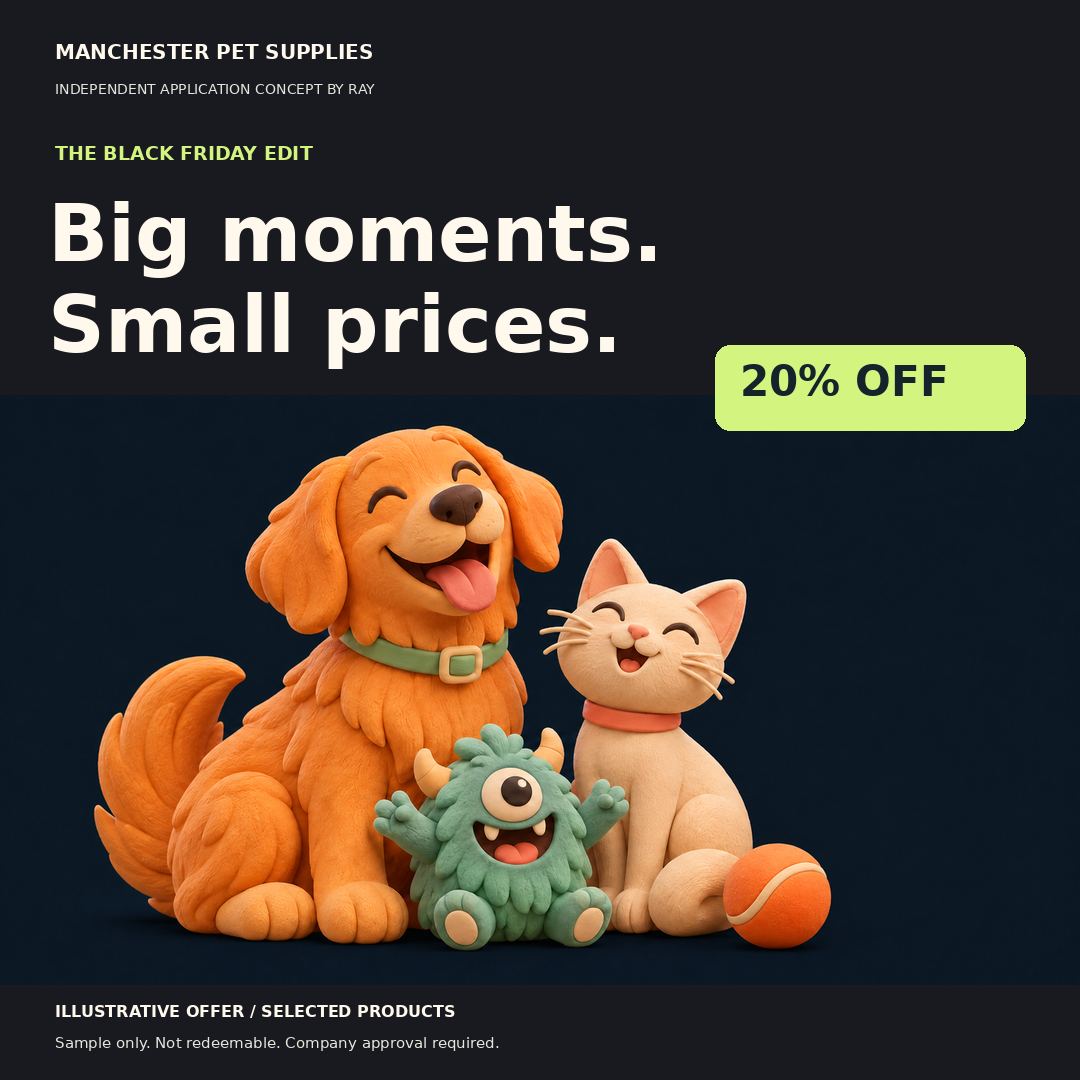 MANCHESTER PET SUPPLIES
INDEPENDENT APPLICATION CONCEPT BY RAY
THE BLACK FRIDAY EDIT
Big moments.
Small prices.
20% OFF
ILLUSTRATIVE OFFER / SELECTED PRODUCTS
Sample only. Not redeemable. Company approval required.